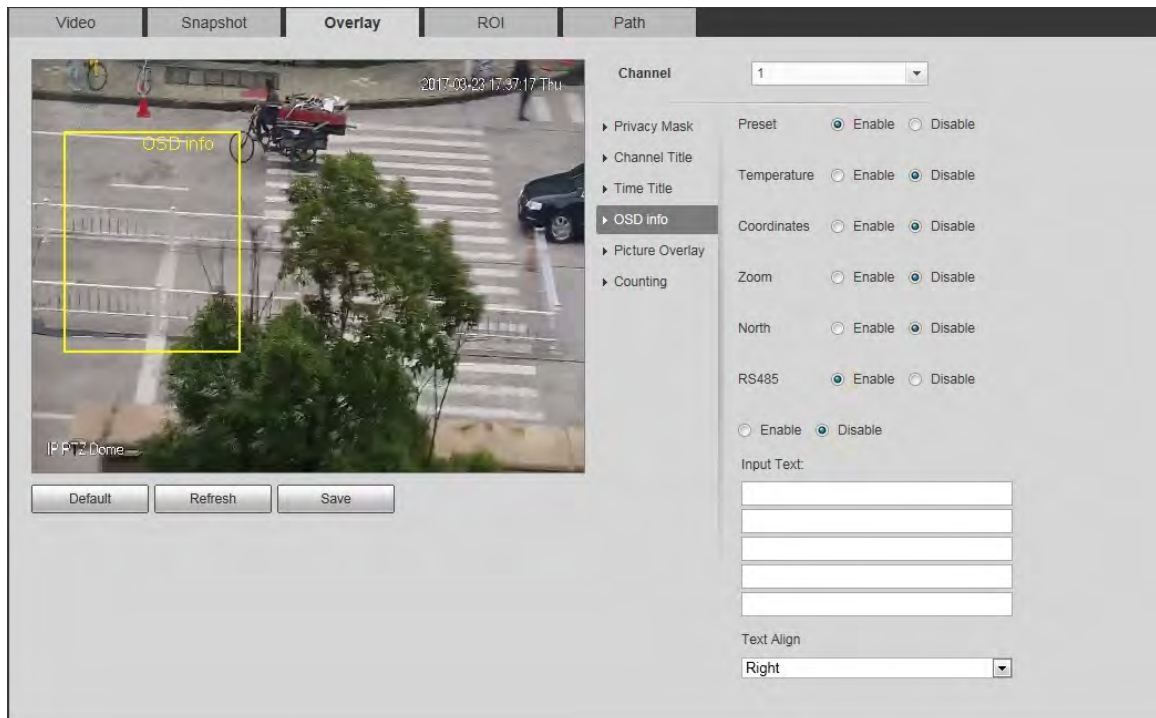 Video Snapshot Overlay ROI Path
2017-03-23 17:37:17 Thu
OSD info
IP PTZ Dome
Default Refresh Save
Channel 1
Privacy Mask
Channel Title
Time Title
OSD info
Picture Overlay
Counting
Preset Enable Disable
Temperature Enable Disable
Coordinates Enable Disable
Zoom Enable Disable
North Enable Disable
RS485 Enable Disable
Enable Disable
Input Text:
Text Align
Right